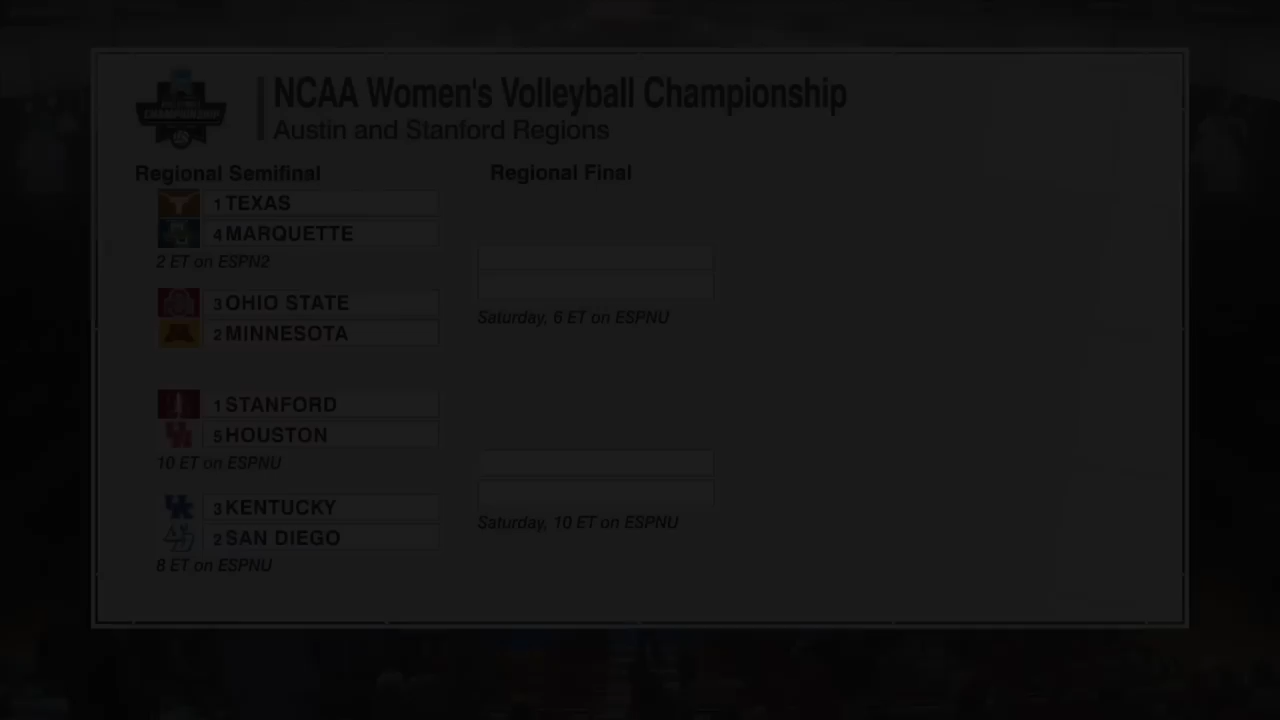 NCAA Women's Volleyball Championship
Austin and Stanford Regions
CHAMPIONSHIP
Regional Semifinal
Regional Final
1 TEXAS
4 MARQUETTE
2 ET on ESPN2
3 OHIO STATE
2 MINNESOTA
Saturday, 6 ET on ESPNU
1 STANFORD
5 HOUSTON
10 ET on ESPNU
3 KENTUCKY
2 SAN DIEGO
8 ET on ESPNU
Saturday, 10 ET on ESPNU